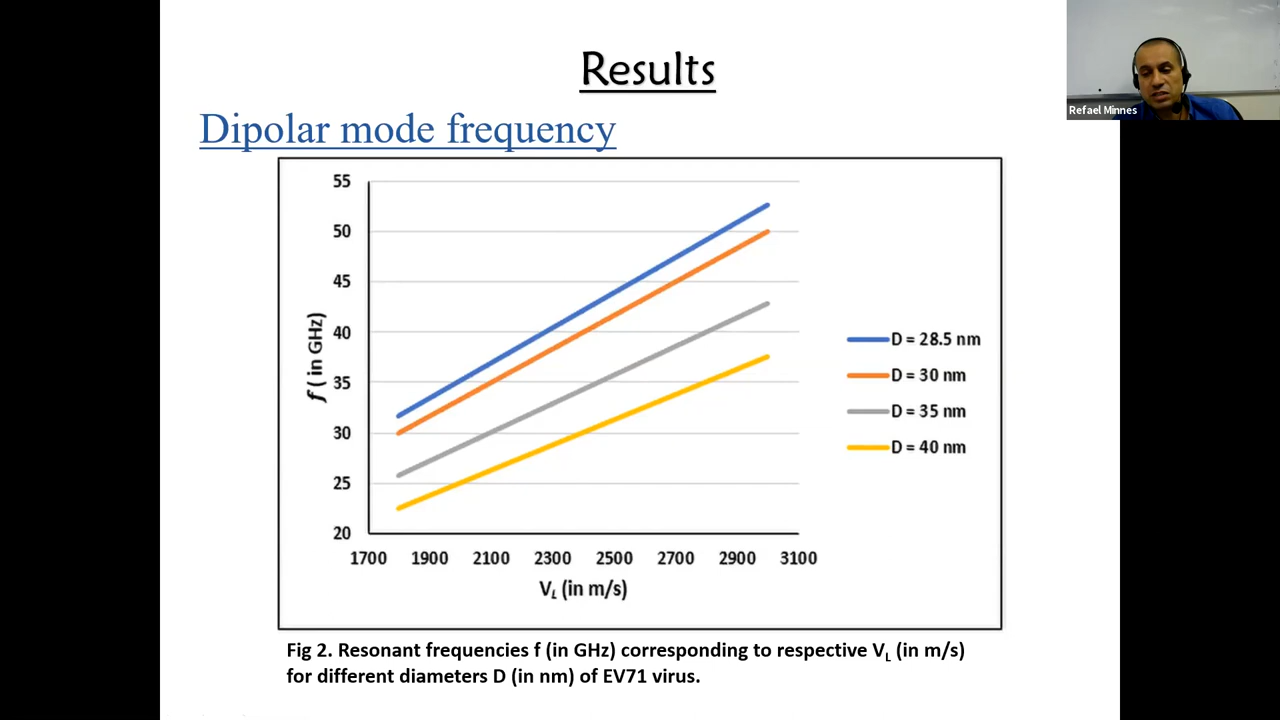 Results
Refael Minnes
Dipolar mode frequency
55
50
45
40
35
30
25
20
f ( in GHz)
1700 1900 2100 2300 2500 2700 2900 3100
V_L (in m/s)
D = 28.5 nm
D = 30 nm
D = 35 nm
D = 40 nm
Fig 2. Resonant frequencies f (in GHz) corresponding to respective V_L (in m/s)
for different diameters D (in nm) of EV71 virus.